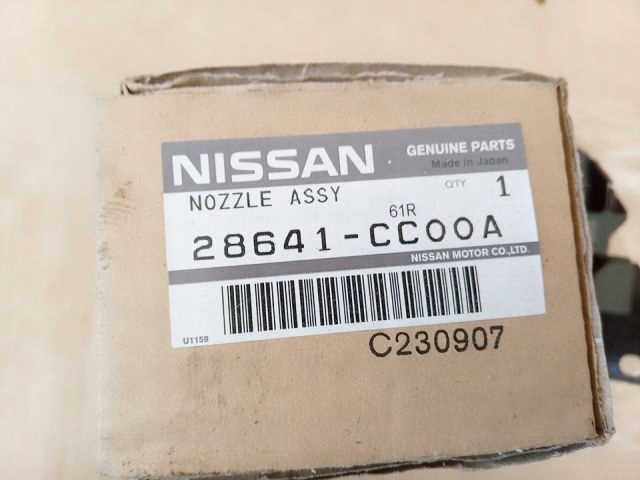 NISSAN GENUINE PARTS
Made in Japan
NOZZLE ASSY QTY 1
61R
28641-CC00A
NISSAN MOTOR CO.,LTD.
U1159
C230907